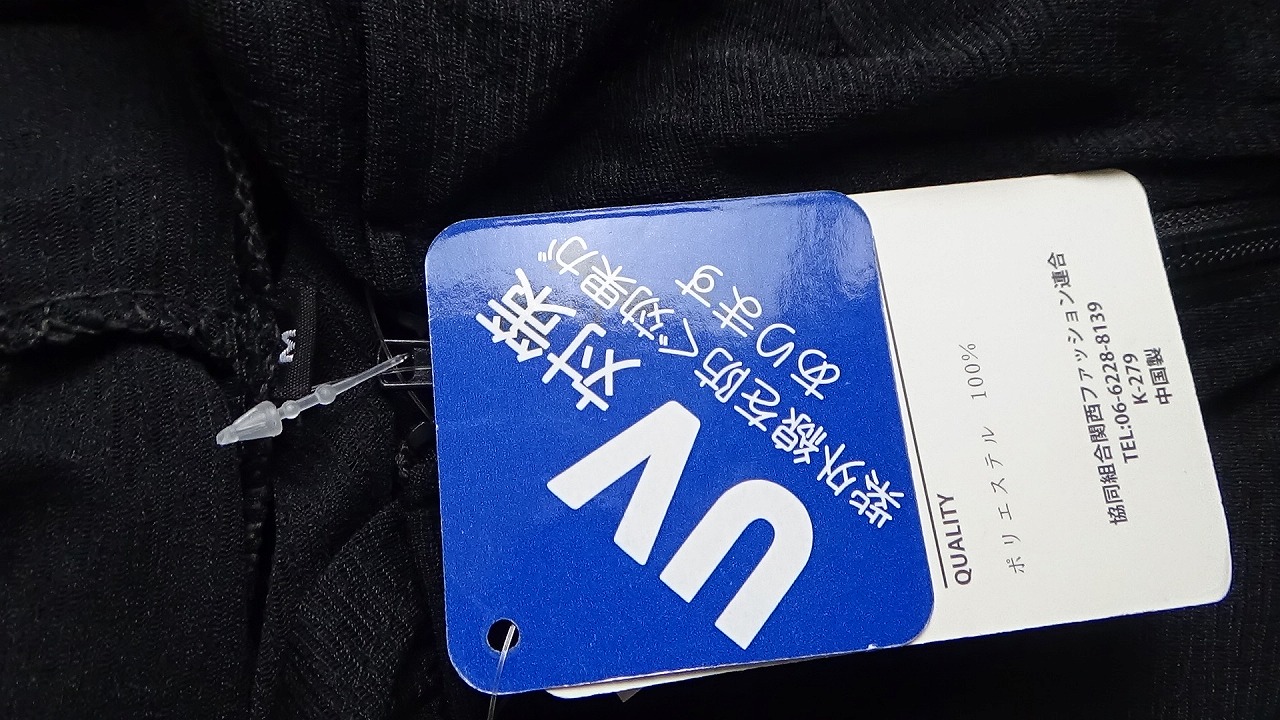 UV対策
紫外線を防ぐ効果が
あります
QUALITY
ポリエステル 100%
協同組合関西ファッション連合
TEL:06-6228-8139
K-279
中国製
M